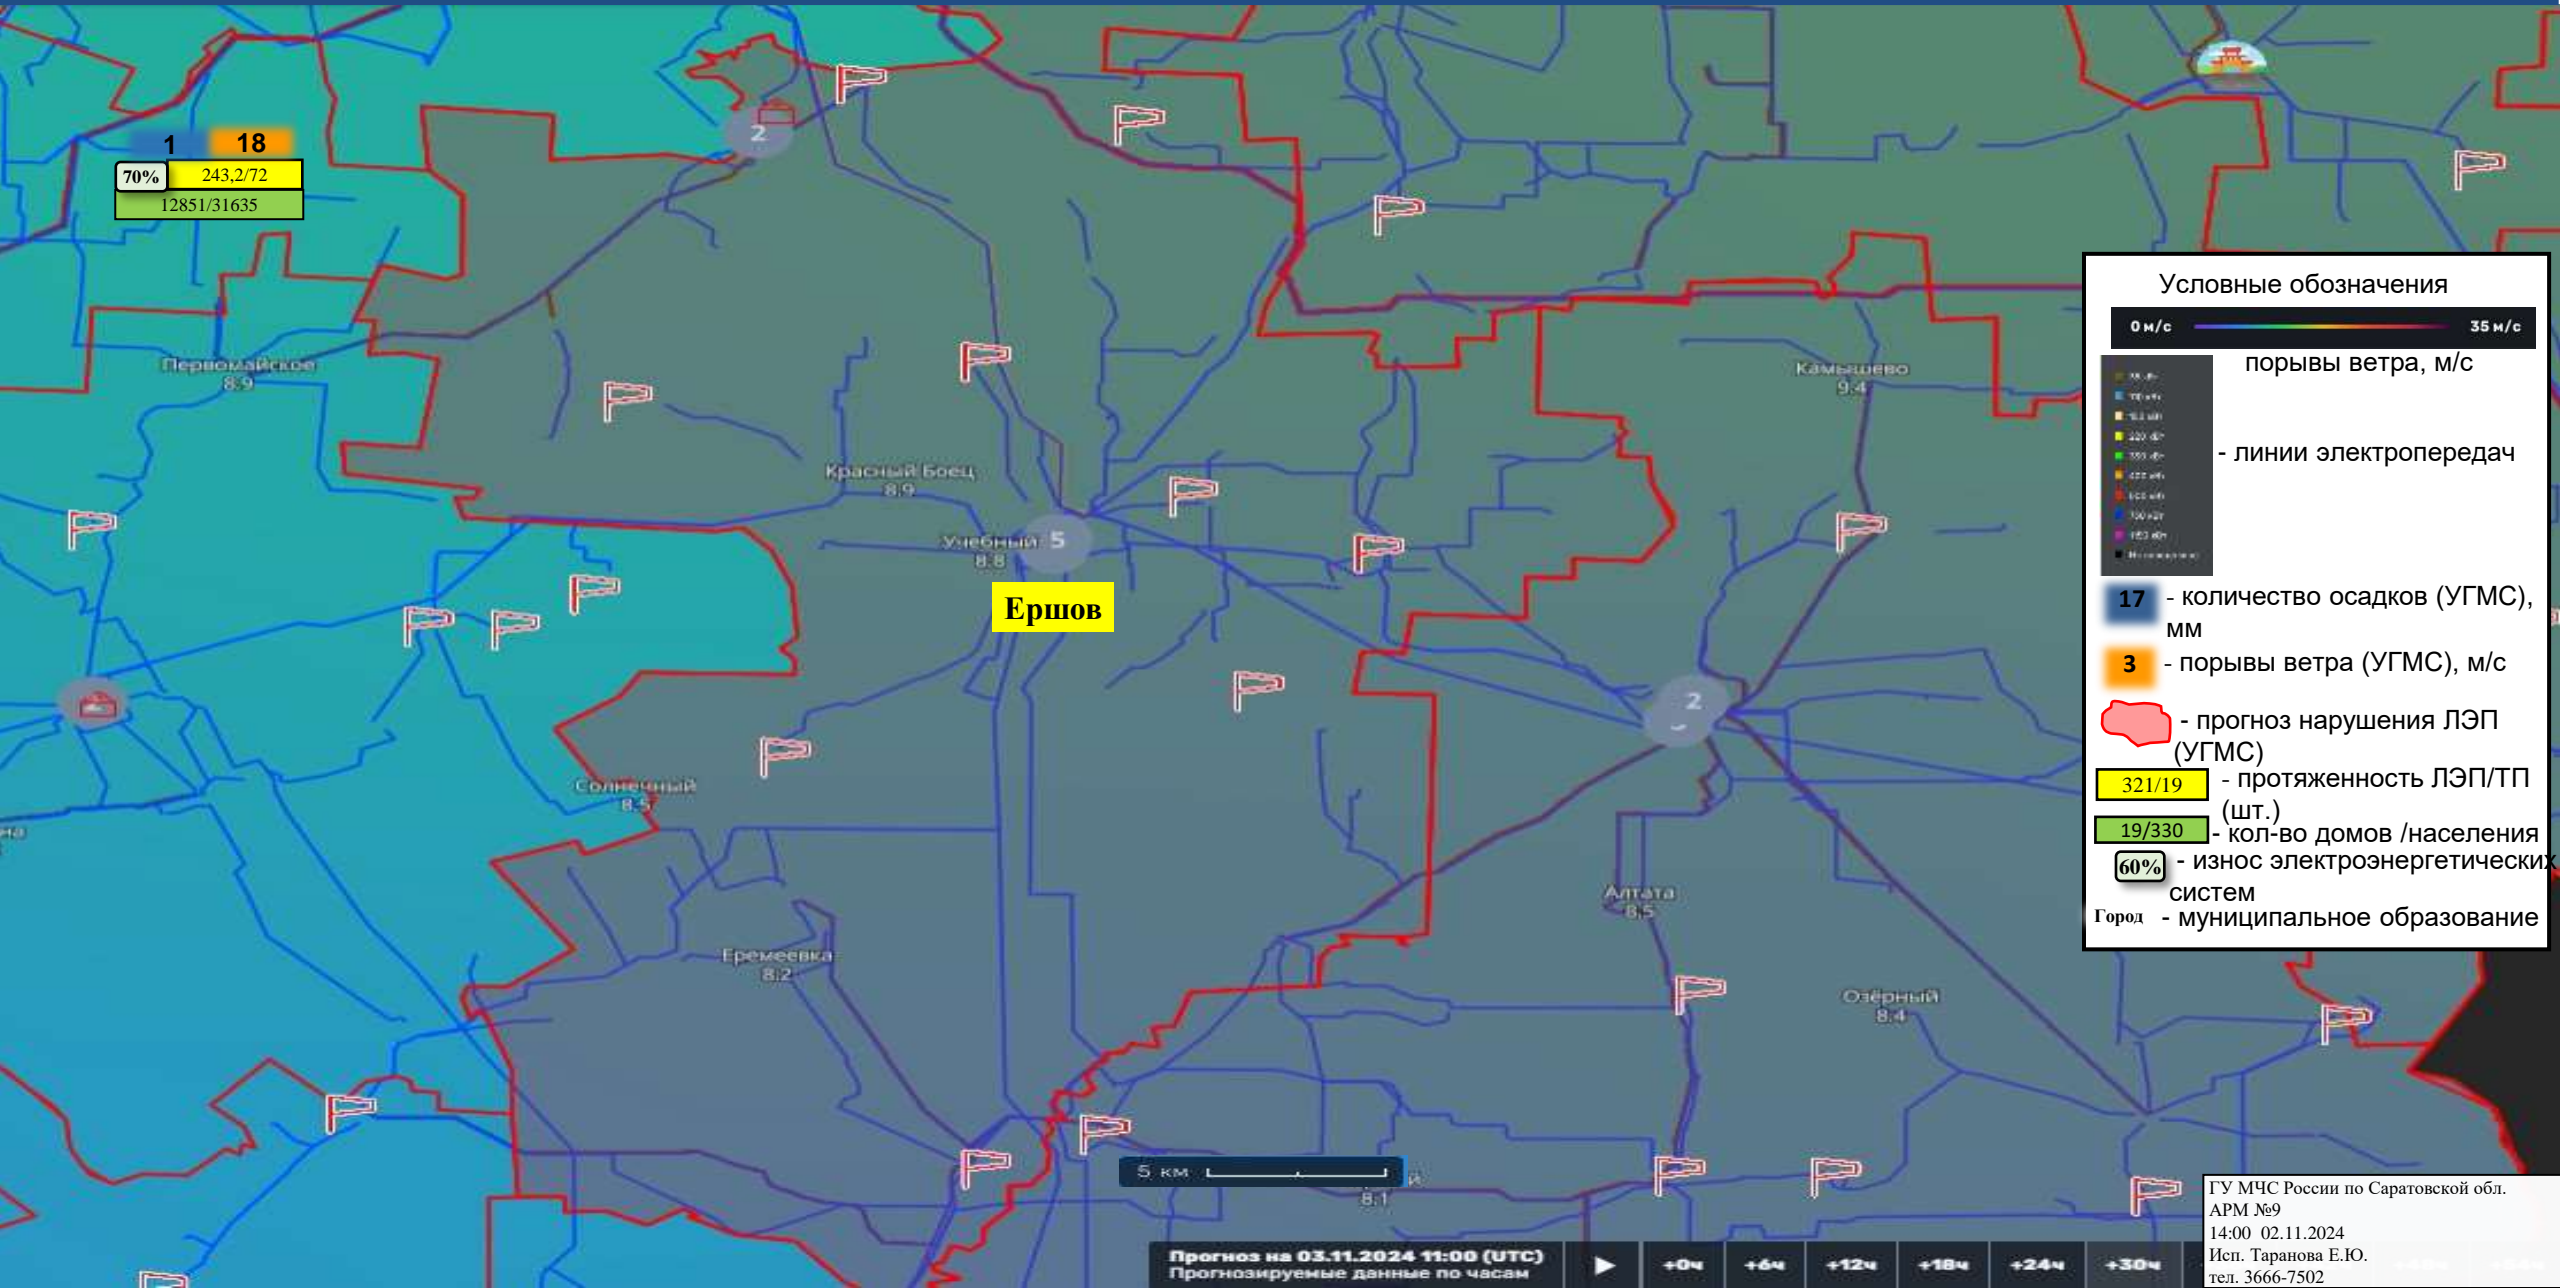 1 18
70% 243,2/72
12851/31635
2
Первомайское
8.9
Красный Боец
8.9
Учебный 5
8.8
Ершов
Камышево
9.4
2
Солнечный
8.5
на
Еремеевка
8.2
Алтата
8.5
Озёрный
8.4
5 км
й
8.1
Прогноз на 03.11.2024 11:00 (UTC)
Прогнозируемые данные по часам
+0ч +6ч +12ч +18ч +24ч +30ч
Условные обозначения
0 м/с 35 м/с
порывы ветра, м/с
- линии электропередач
17 - количество осадков (УГМС),
мм
3 - порывы ветра (УГМС), м/с
- прогноз нарушения ЛЭП
(УГМС)
321/19 - протяженность ЛЭП/ТП
(шт.)
19/330 - кол-во домов /населения
60% - износ электроэнергетических
систем
Город - муниципальное образование
ГУ МЧС России по Саратовской обл.
АРМ №9
14:00 02.11.2024
Исп. Таранова Е.Ю.
тел. 3666-7502